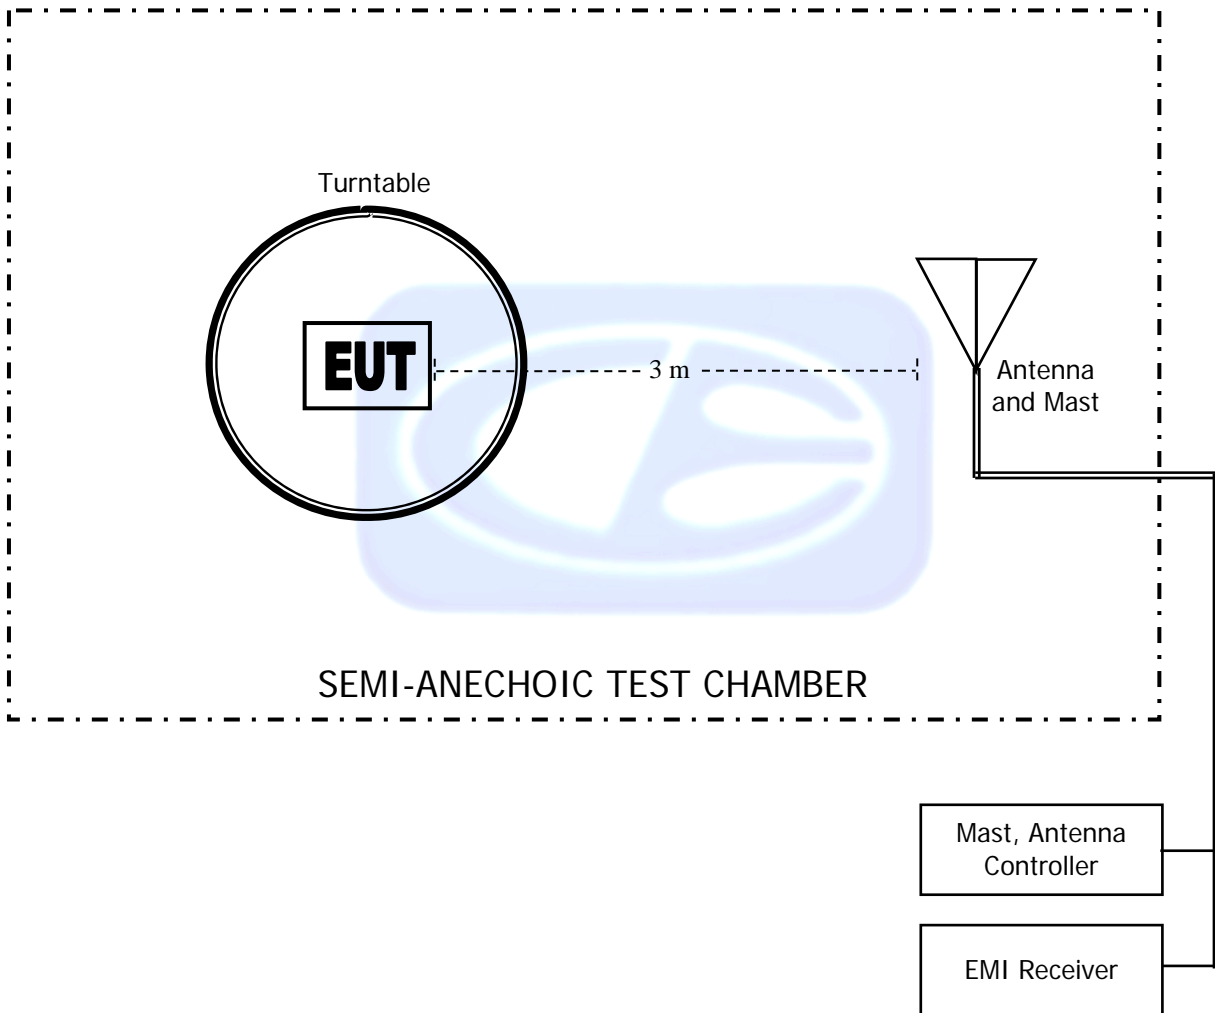 Turntable
EUT
3 m
Antenna
and Mast
SEMI-ANECHOIC TEST CHAMBER
Mast, Antenna
Controller
EMI Receiver